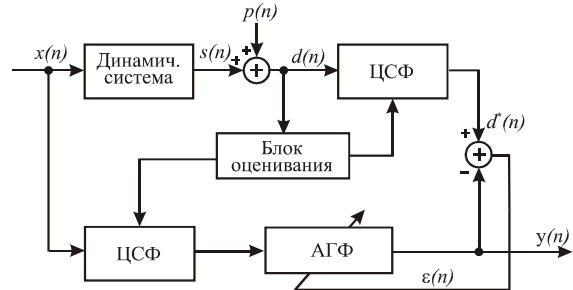 p(n)
x(n)
Динамич.
система
s(n)
+
+
+
d(n)
ЦСФ
d*(n)
+
+
-
Блок
оценивания
ЦСФ
АГФ
y(n)
ε(n)